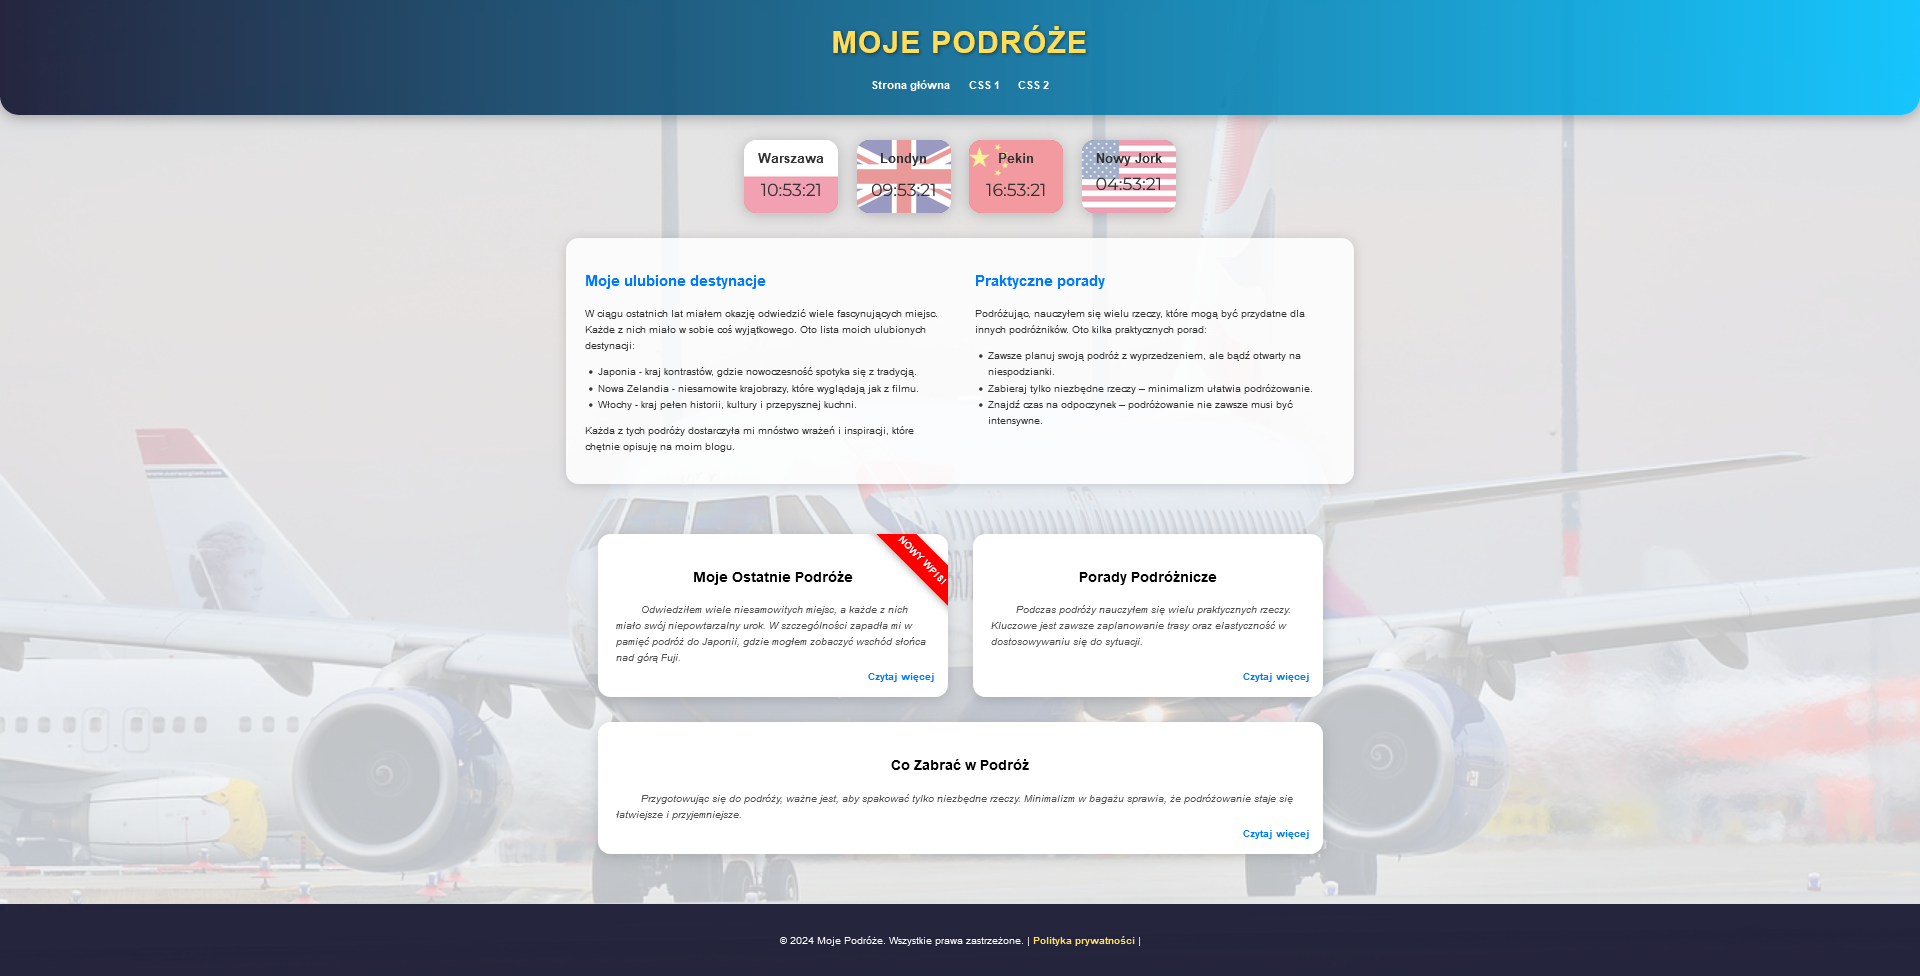 MOJE PODRÓŻE
Strona główna CSS 1 CSS 2
Warszawa
10:53:21
Londyn
09:53:21
Pekin
16:53:21
Nowy Jork
04:53:21
Moje ulubione destynacje
W ciągu ostatnich lat miałem okazję odwiedzić wiele fascynujących miejsc.
Każde z nich miało w sobie coś wyjątkowego. Oto lista moich ulubionych
destynacji:
• Japonia - kraj kontrastów, gdzie nowoczesność spotyka się z tradycją.
• Nowa Zelandia - niesamowite krajobrazy, które wyglądają jak z filmu.
• Włochy - kraj pełen historii, kultury i przepysznej kuchni.
Każda z tych podróży dostarczyła mi mnóstwo wrażeń i inspiracji, które
chętnie opisuję na moim blogu.
Praktyczne porady
Podróżując, nauczyłem się wielu rzeczy, które mogą być przydatne dla
innych podróżników. Oto kilka praktycznych porad:
• Zawsze planuj swoją podróż z wyprzedzeniem, ale bądź otwarty na
niespodzianki.
• Zabieraj tylko niezbędne rzeczy – minimalizm ułatwia podróżowanie.
• Znajdź czas na odpoczynek – podróżowanie nie zawsze musi być
intensywne.
NOWY WPIS!
Moje Ostatnie Podróże
Odwiedziłem wiele niesamowitych miejsc, a każde z nich
miało swój niepowtarzalny urok. W szczególności zapadła mi w
pamięć podróż do Japonii, gdzie mogłem zobaczyć wschód słońca
nad górą Fuji.
Czytaj więcej
Porady Podróżnicze
Podczas podróży nauczyłem się wielu praktycznych rzeczy.
Kluczowe jest zawsze zaplanowanie trasy oraz elastyczność w
dostosowywaniu się do sytuacji.
Czytaj więcej
Co Zabrać w Podróż
Przygotowując się do podróży, ważne jest, aby spakować tylko niezbędne rzeczy. Minimalizm w bagażu sprawia, że podróżowanie staje się
łatwiejsze i przyjemniejsze.
Czytaj więcej
© 2024 Moje Podróże. Wszystkie prawa zastrzeżone. | Polityka prywatności |